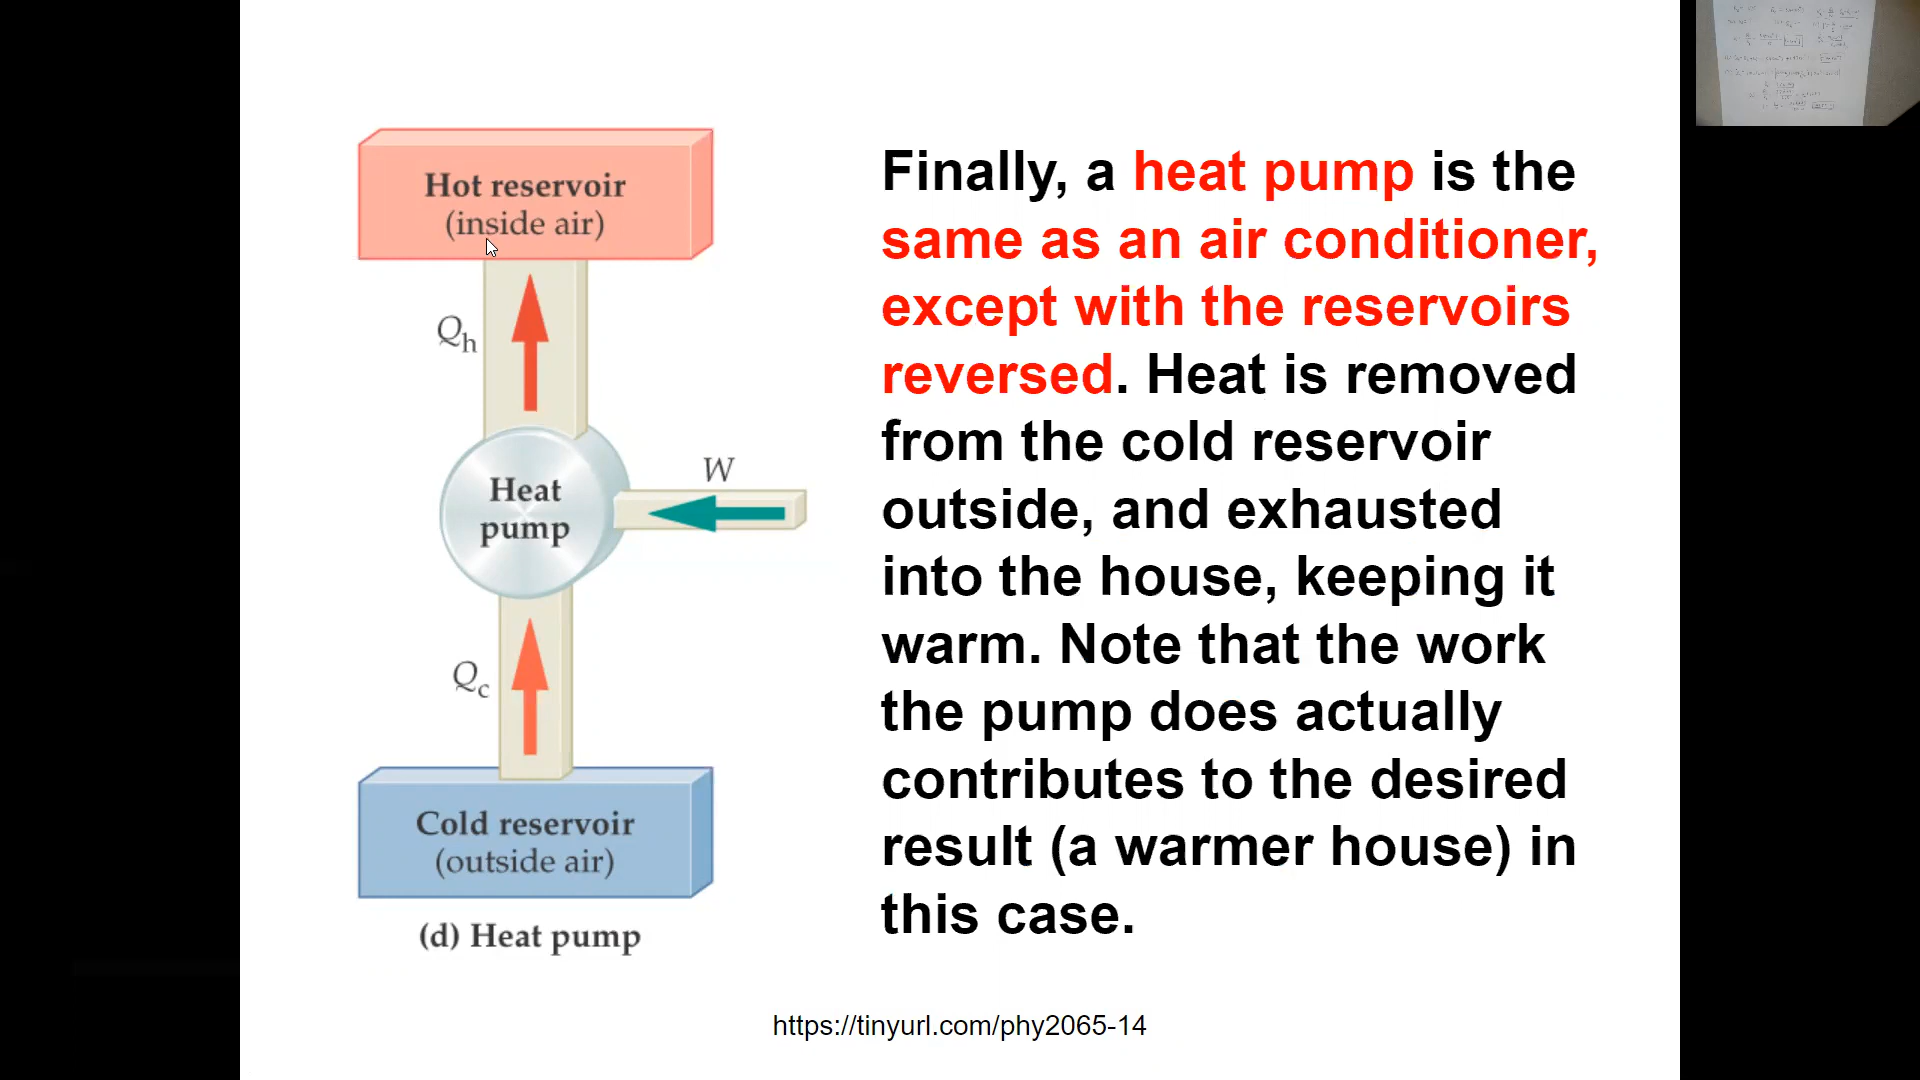 Hot reservoir
(inside air)
Qh
W
Heat
pump
Qc
Cold reservoir
(outside air)
(d) Heat pump
Finally, a heat pump is the
same as an air conditioner,
except with the reservoirs
reversed. Heat is removed
from the cold reservoir
outside, and exhausted
into the house, keeping it
warm. Note that the work
the pump does actually
contributes to the desired
result (a warmer house) in
this case.
https://tinyurl.com/phy2065-14